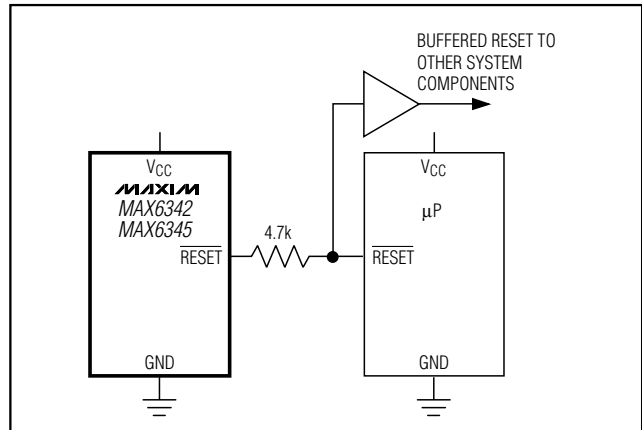 BUFFERED RESET TO
OTHER SYSTEM
COMPONENTS
VCC
MAXIM
MAX6342
MAX6345
RESET
GND
4.7k
VCC
μP
RESET
GND